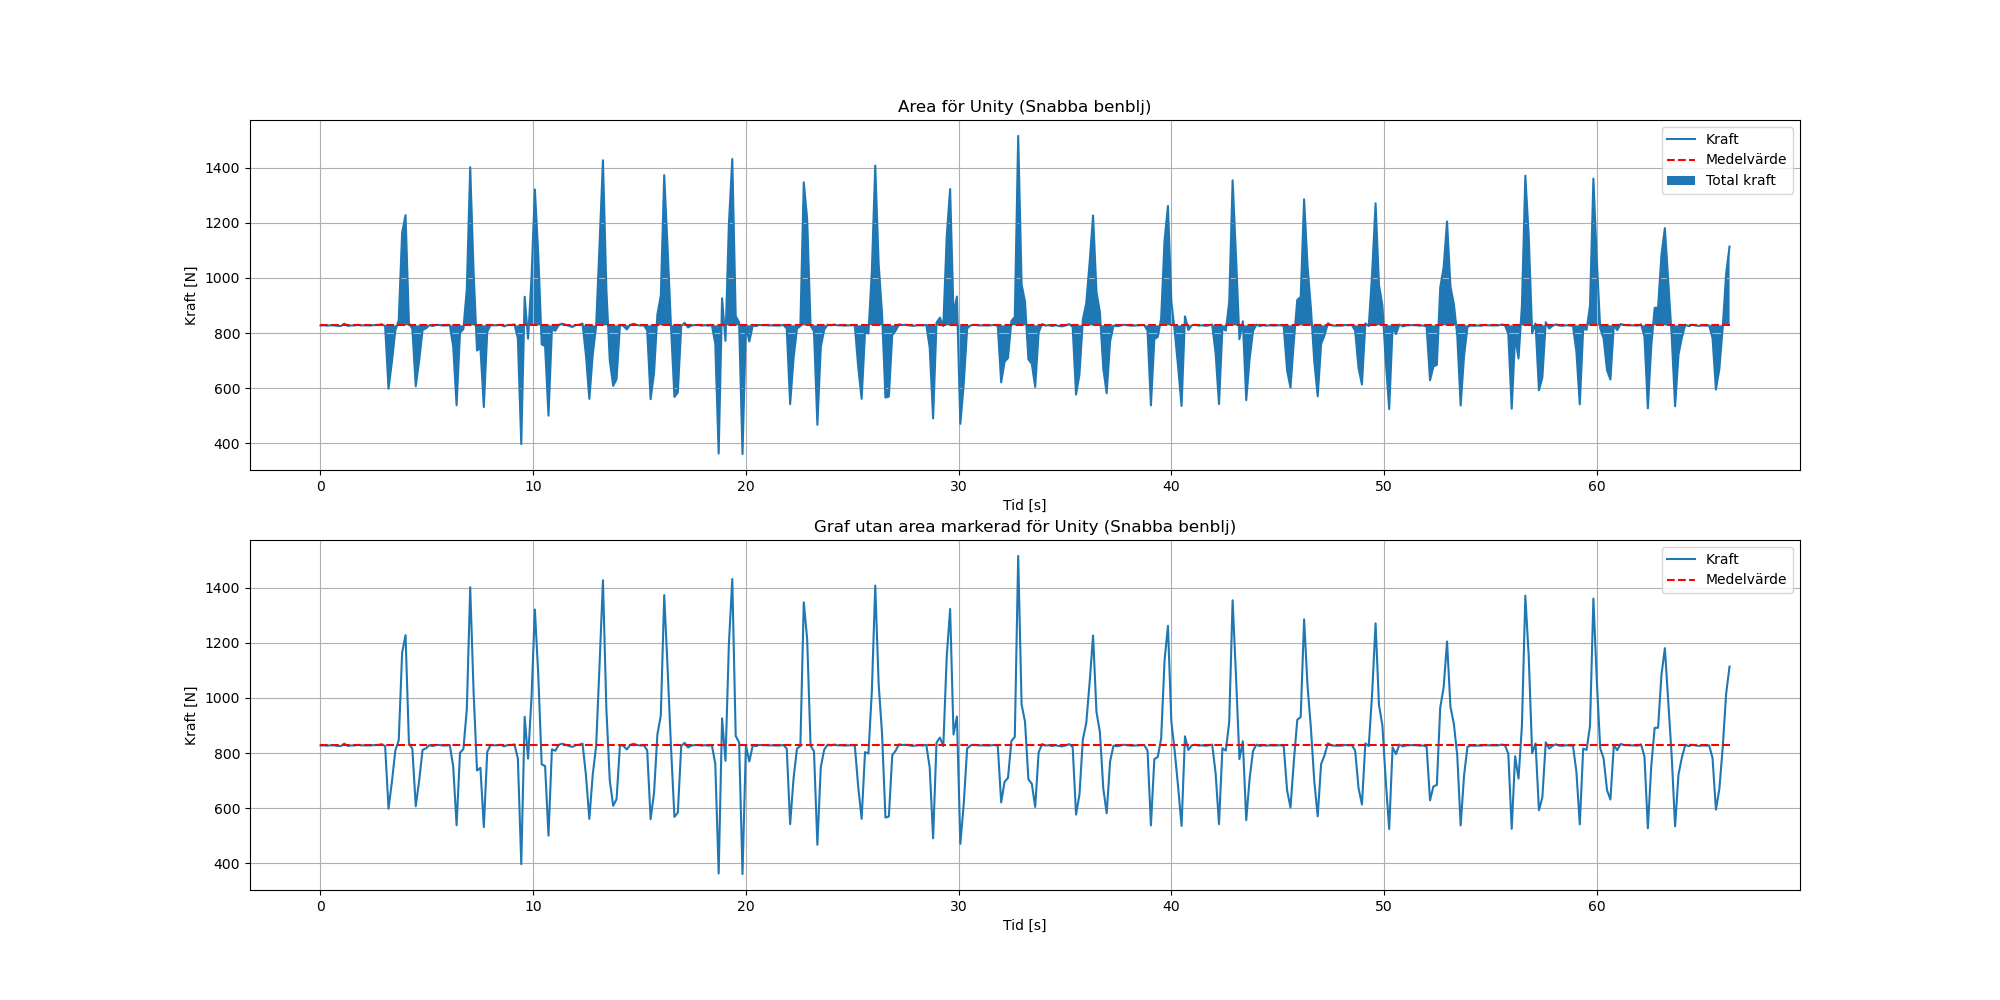 Area för Unity (Snabba benblj)
Kraft
Medelvärde
Total kraft
Kraft [N]
1400
1200
1000
800
600
400
0 10 20 30 40 50 60
Tid [s]
Graf utan area markerad för Unity (Snabba benblj)
Kraft
Medelvärde
Kraft [N]
1400
1200
1000
800
600
400
0 10 20 30 40 50 60
Tid [s]